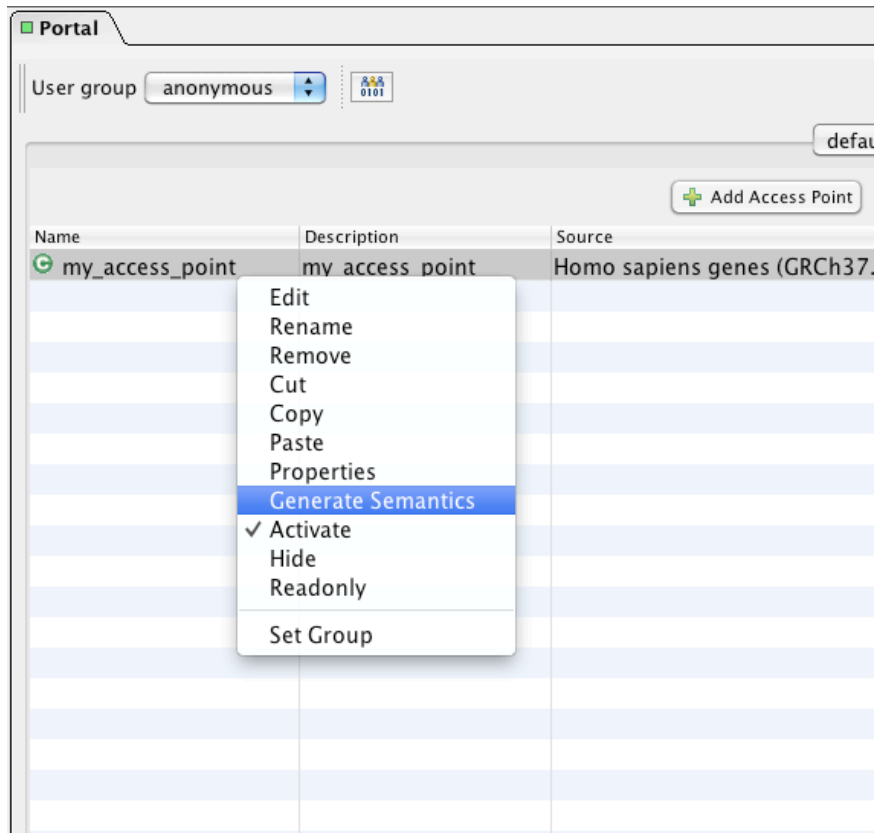 Portal
User group anonymous
0101
defau
Add Access Point
Name Description Source
my_access_point my_access_point Homo sapiens genes (GRCh37.
Edit
Rename
Remove
Cut
Copy
Paste
Properties
Generate Semantics
Activate
Hide
Readonly
Set Group